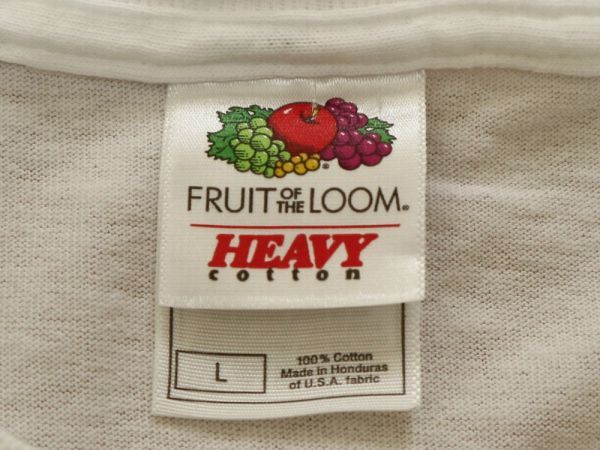 FRUIT OF THE LOOM®
HEAVY
cotton
L
100% Cotton
Made in Honduras
of U.S.A. fabric